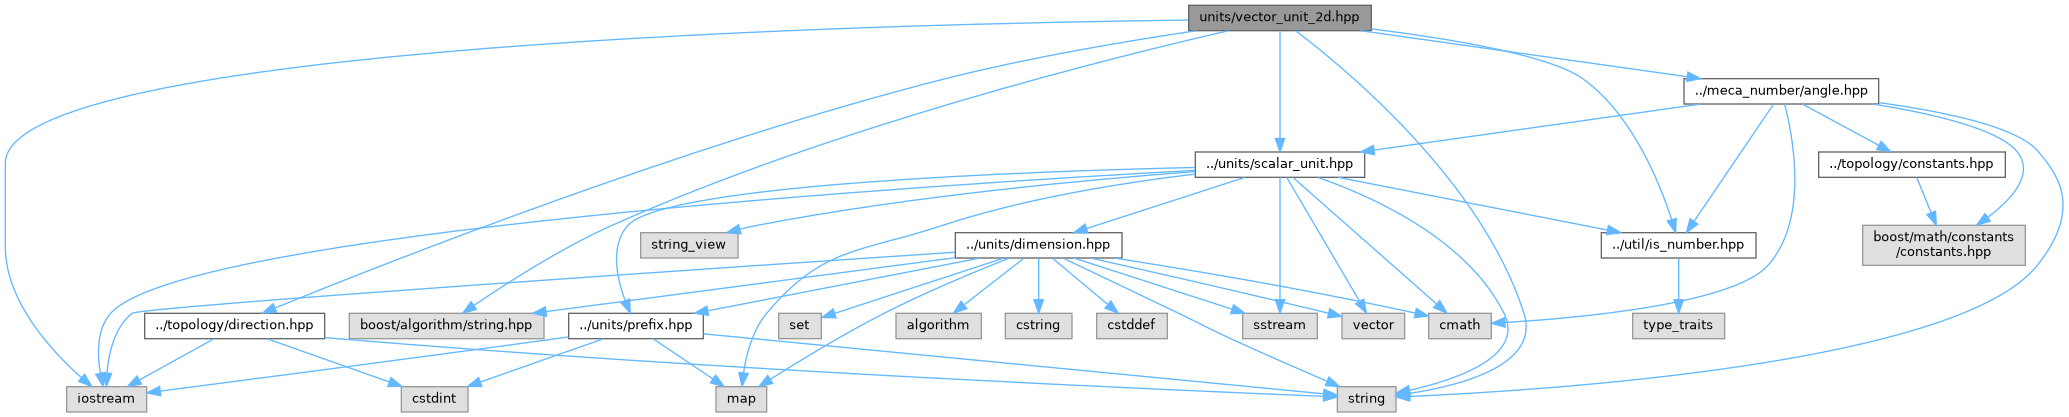 units/vector_unit_2d.hpp
../meca_number/angle.hpp
../units/scalar_unit.hpp
../topology/constants.hpp
string_view
../units/dimension.hpp
../util/is_number.hpp
boost/math/constants
/constants.hpp
../topology/direction.hpp
boost/algorithm/string.hpp
../units/prefix.hpp
set
algorithm
cstring
cstddef
sstream
vector
cmath
type_traits
iostream
cstdint
map
string